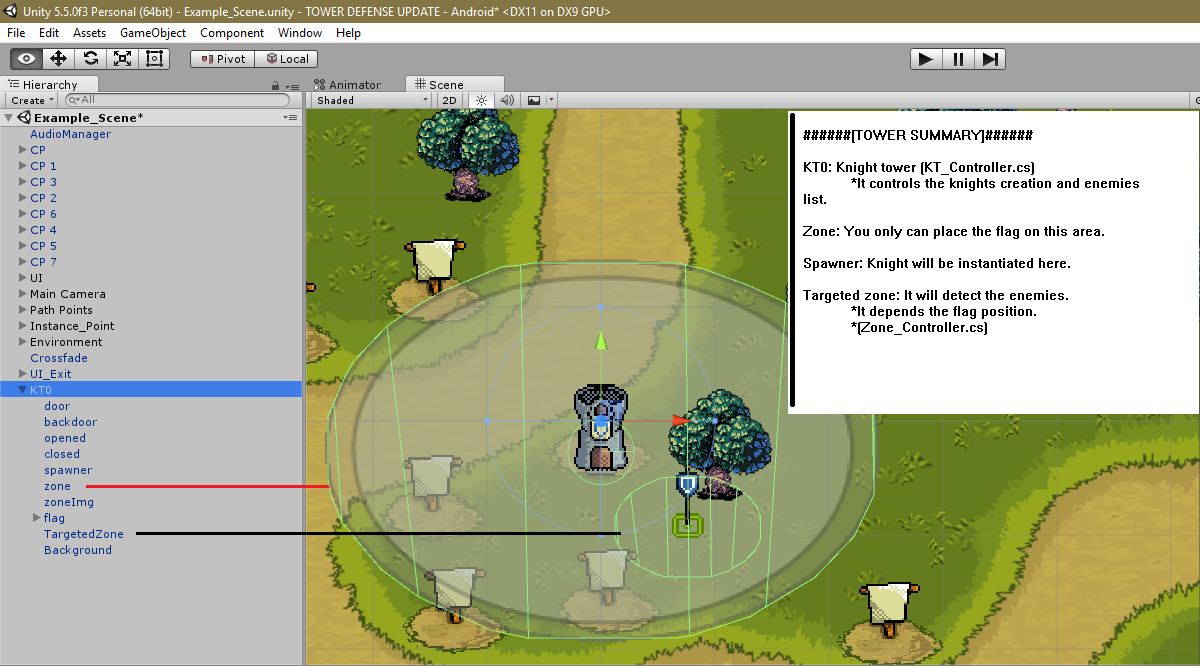 Unity 5.5.0f3 Personal (64bit) - Example_Scene.unity - TOWER DEFENSE UPDATE - Android* <DX11 on DX9 GPU>
File Edit Assets GameObject Component Window Help
Pivot Local
Hierarchy
Create All
Animator Scene
Shaded 2D
Example_Scene*
AudioManager
CP
CP 1
CP 3
CP 2
CP 6
CP 4
CP 5
CP 7
UI
Main Camera
Path Points
Instance_Point
Environment
Crossfade
UI_Exit
KT0
door
backdoor
opened
closed
spawner
zone
zoneImg
flag
TargetedZone
Background
######[TOWER SUMMARY]######
KT0: Knight tower (KT_Controller.cs)
*It controls the knights creation and enemies
list.
Zone: You only can place the flag on this area.
Spawner: Knight will be instantiated here.
Targeted zone: It will detect the enemies.
*It depends the flag position.
*(Zone_Controller.cs)